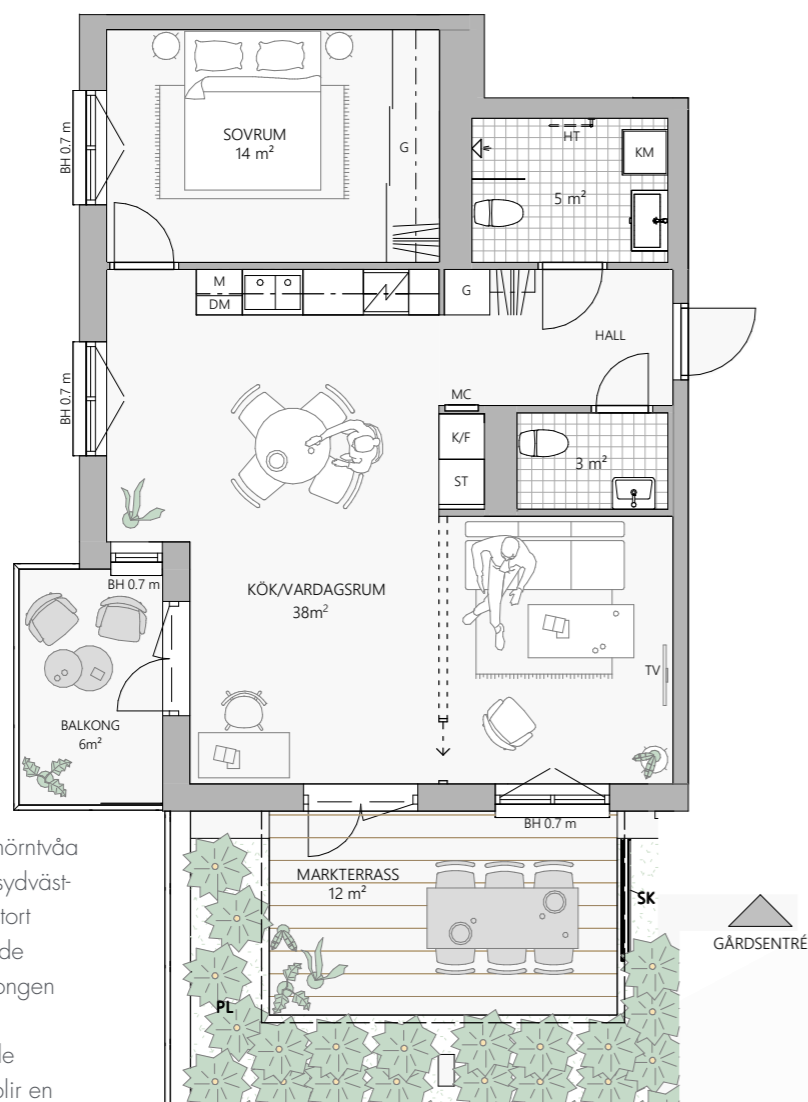 SOVRUM
14 m²
BH 0.7 m
G
HT
KM
5 m²
M
DM
G
HALL
BH 0.7 m
MC
K/F
ST
3 m²
BH 0.7 m
KÖK/VARDAGSRUM
38m²
TV
BALKONG
6m²
BH 0.7 m
MARKTERRASS
12 m²
SK
GÅRDSENTRÉ
PL
hörntvåa
sydväst-
tort
de
ongen
de
blir en